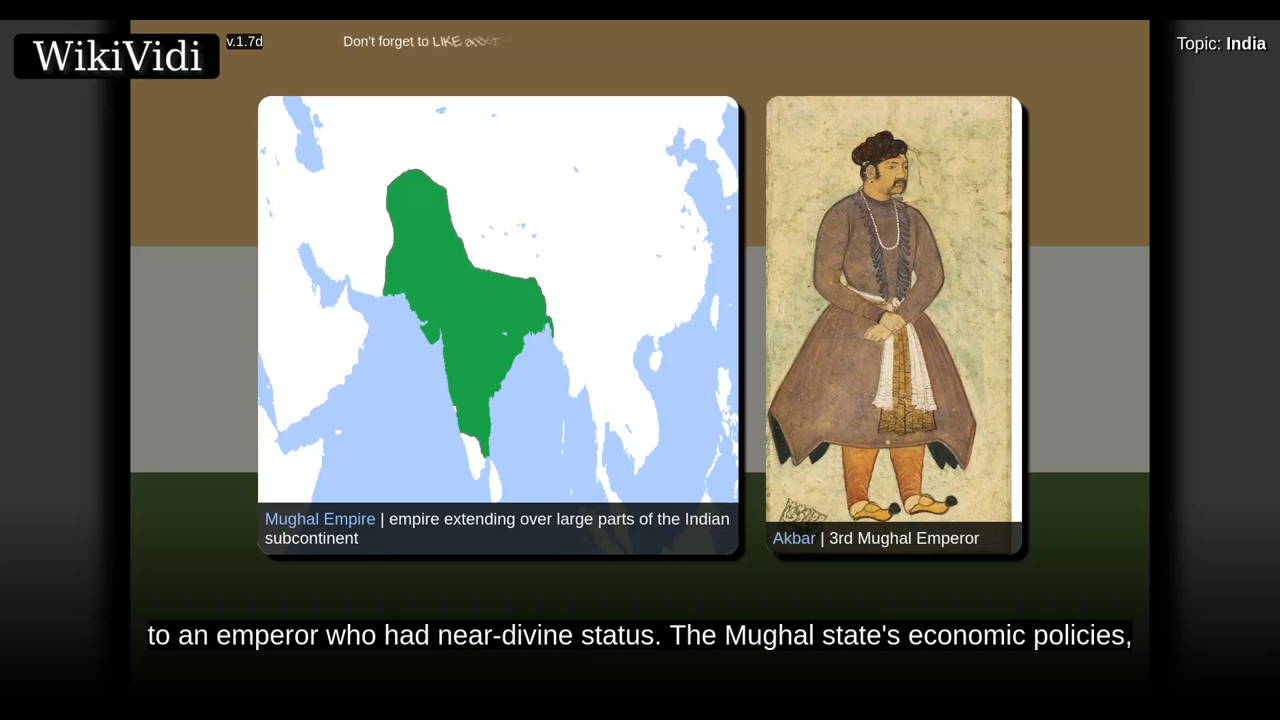 WikiVidi
v.1.7d
Don't forget to LIKE
Topic: India
Mughal Empire | empire extending over large parts of the Indian
subcontinent
Akbar | 3rd Mughal Emperor
to an emperor who had near-divine status. The Mughal state's economic policies,